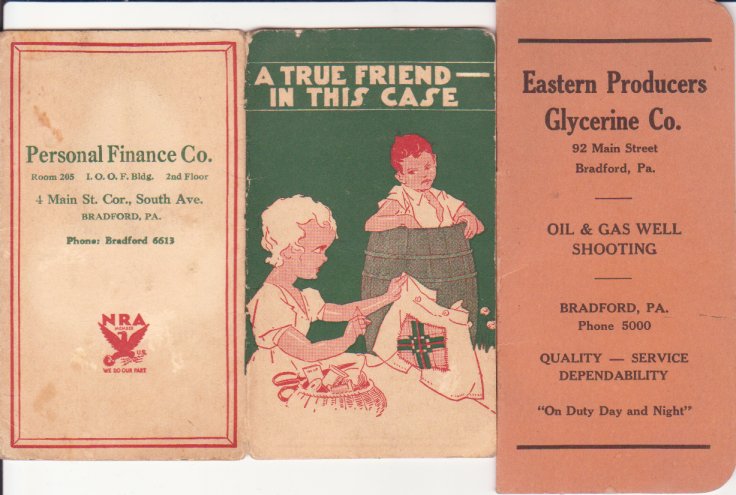 Personal Finance Co.
Room 205 I. O. O. F. Bldg. 2nd Floor
4 Main St. Cor., South Ave.
BRADFORD, PA.
Phone: Bradford 6613
NRA
MEMBER
U.S.
WE DO OUR PART
A TRUE FRIEND—
IN THIS CASE
Eastern Producers
Glycerine Co.
92 Main Street
Bradford, Pa.
OIL & GAS WELL
SHOOTING
BRADFORD, PA.
Phone 5000
QUALITY — SERVICE
DEPENDABILITY
"On Duty Day and Night"